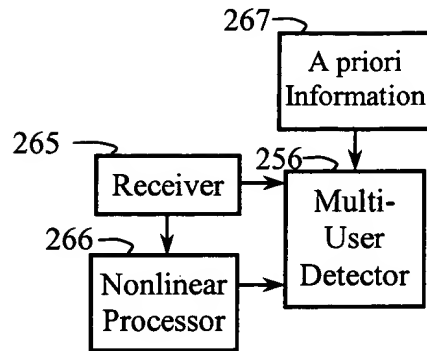 267
A priori
Information
265
256
Receiver
Multi-
User
Detector
266
Nonlinear
Processor